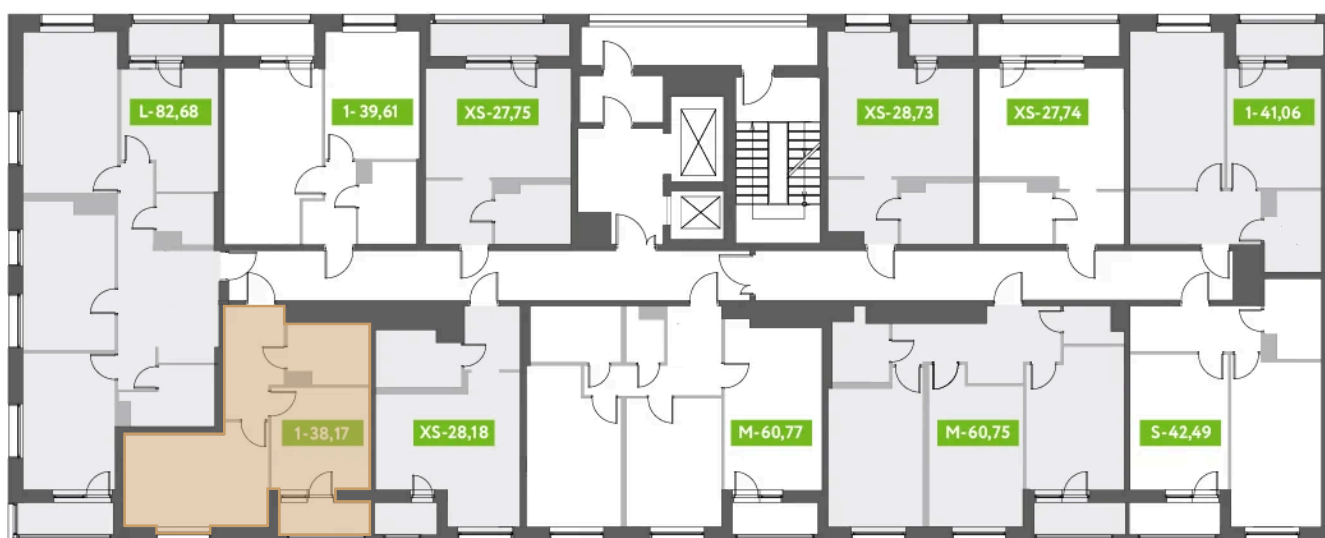 L-82,68
1- 39,61
XS-27,75
XS-28,73
XS-27,74
1-41,06
1-38,17
XS-28,18
M-60,77
M-60,75
S-42,49